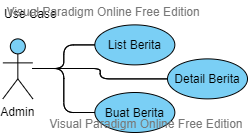 Visual Paradigm Online Free Edition
Use Case
List Berita
Detail Berita
Admin
Buat Berita
Visual Paradigm Online Free Edition